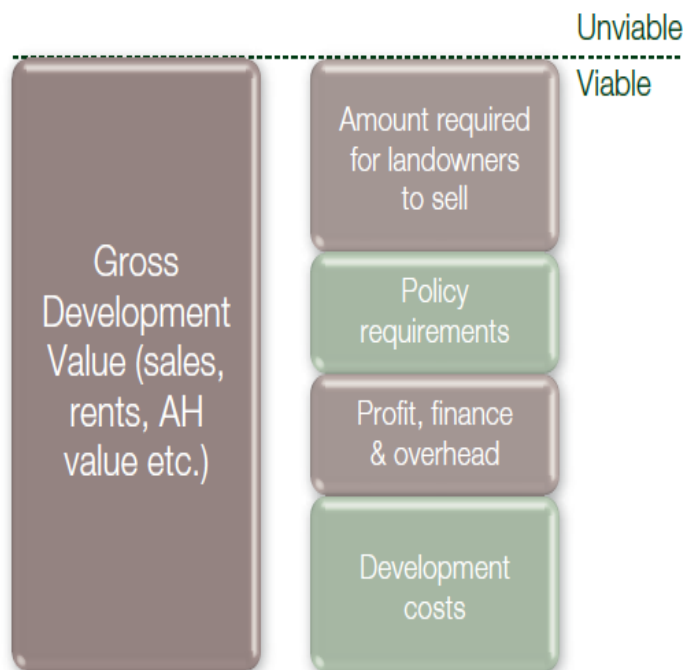 Unviable
Viable
Gross
Development
Value (sales,
rents, AH
value etc.)
Amount required
for landowners
to sell
Policy
requirements
Profit, finance
& overhead
Development
costs